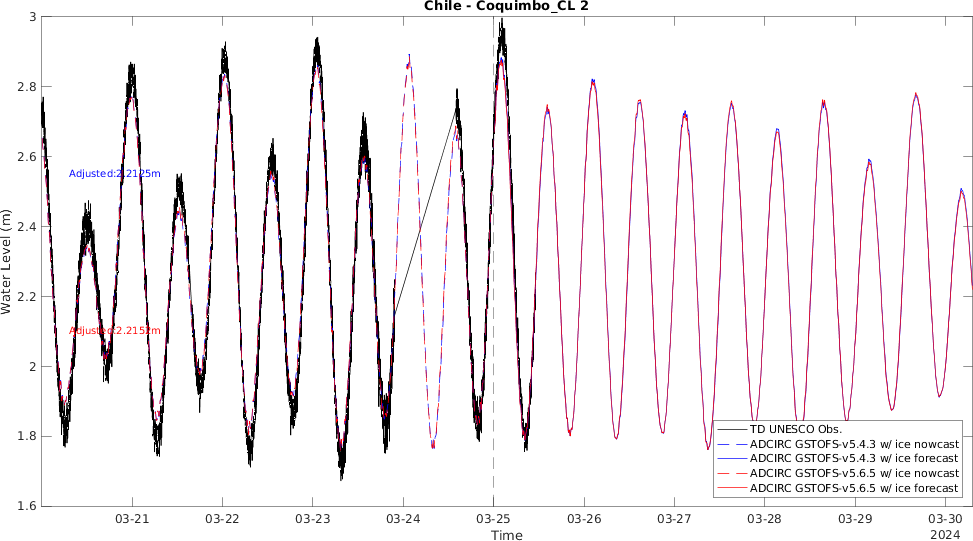 Chile - Coquimbo_CL 2
Water Level (m)
3
2.8
2.6
2.4
2.2
2
1.8
1.6
Adjusted:2.2125m
Adjusted:2.2152m
TD UNESCO Obs.
ADCIRC GSTOFS-v5.4.3 w/ ice nowcast
ADCIRC GSTOFS-v5.4.3 w/ ice forecast
ADCIRC GSTOFS-v5.6.5 w/ ice nowcast
ADCIRC GSTOFS-v5.6.5 w/ ice forecast
03-21 03-22 03-23 03-24 03-25 03-26 03-27 03-28 03-29 03-30
2024
Time